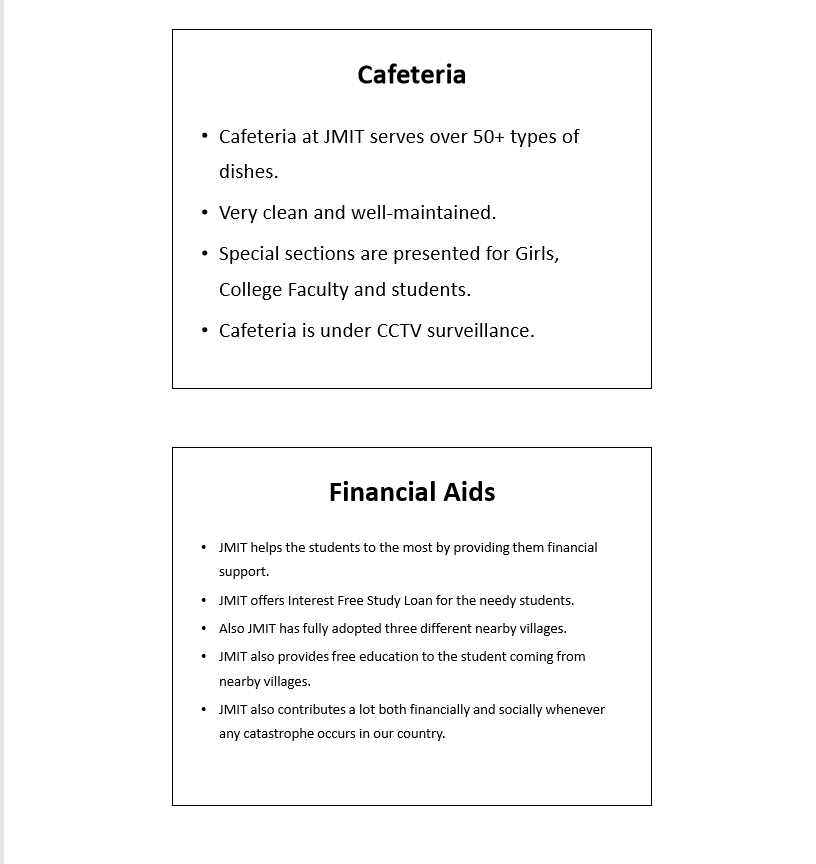 Cafeteria
• Cafeteria at JMIT serves over 50+ types of
dishes.
• Very clean and well-maintained.
• Special sections are presented for Girls,
College Faculty and students.
• Cafeteria is under CCTV surveillance.
Financial Aids
• JMIT helps the students to the most by providing them financial
support.
• JMIT offers Interest Free Study Loan for the needy students.
• Also JMIT has fully adopted three different nearby villages.
• JMIT also provides free education to the student coming from
nearby villages.
• JMIT also contributes a lot both financially and socially whenever
any catastrophe occurs in our country.